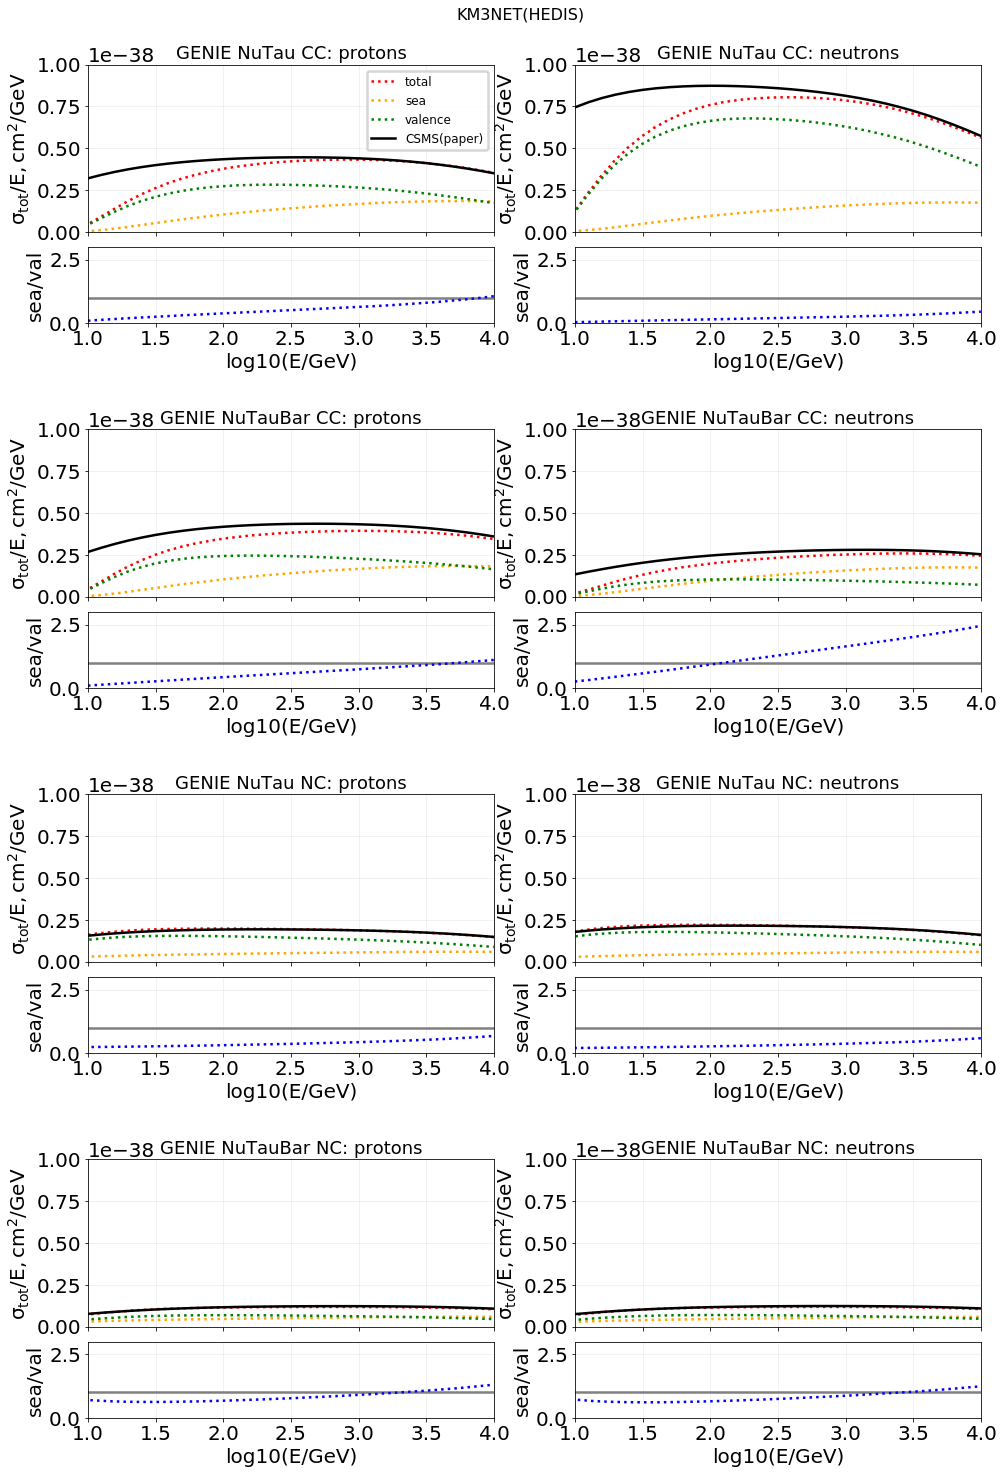 KM3NET(HEDIS)
1e−38 GENIE NuTau CC: protons
1.00
0.75
0.50
0.25
0.00
σtot/E, cm²/GeV
total
sea
valence
CSMS(paper)
2.5
0.0
sea/val
1.0 1.5 2.0 2.5 3.0 3.5 4.0
log10(E/GeV)
1e−38 GENIE NuTau CC: neutrons
1.00
0.75
0.50
0.25
0.00
σtot/E, cm²/GeV
2.5
0.0
sea/val
1.0 1.5 2.0 2.5 3.0 3.5 4.0
log10(E/GeV)
1e−38 GENIE NuTauBar CC: protons
1.00
0.75
0.50
0.25
0.00
σtot/E, cm²/GeV
2.5
0.0
sea/val
1.0 1.5 2.0 2.5 3.0 3.5 4.0
log10(E/GeV)
1e−38 GENIE NuTauBar CC: neutrons
1.00
0.75
0.50
0.25
0.00
σtot/E, cm²/GeV
2.5
0.0
sea/val
1.0 1.5 2.0 2.5 3.0 3.5 4.0
log10(E/GeV)
1e−38 GENIE NuTau NC: protons
1.00
0.75
0.50
0.25
0.00
σtot/E, cm²/GeV
2.5
0.0
sea/val
1.0 1.5 2.0 2.5 3.0 3.5 4.0
log10(E/GeV)
1e−38 GENIE NuTau NC: neutrons
1.00
0.75
0.50
0.25
0.00
σtot/E, cm²/GeV
2.5
0.0
sea/val
1.0 1.5 2.0 2.5 3.0 3.5 4.0
log10(E/GeV)
1e−38 GENIE NuTauBar NC: protons
1.00
0.75
0.50
0.25
0.00
σtot/E, cm²/GeV
2.5
0.0
sea/val
1.0 1.5 2.0 2.5 3.0 3.5 4.0
log10(E/GeV)
1e−38 GENIE NuTauBar NC: neutrons
1.00
0.75
0.50
0.25
0.00
σtot/E, cm²/GeV
2.5
0.0
sea/val
1.0 1.5 2.0 2.5 3.0 3.5 4.0
log10(E/GeV)